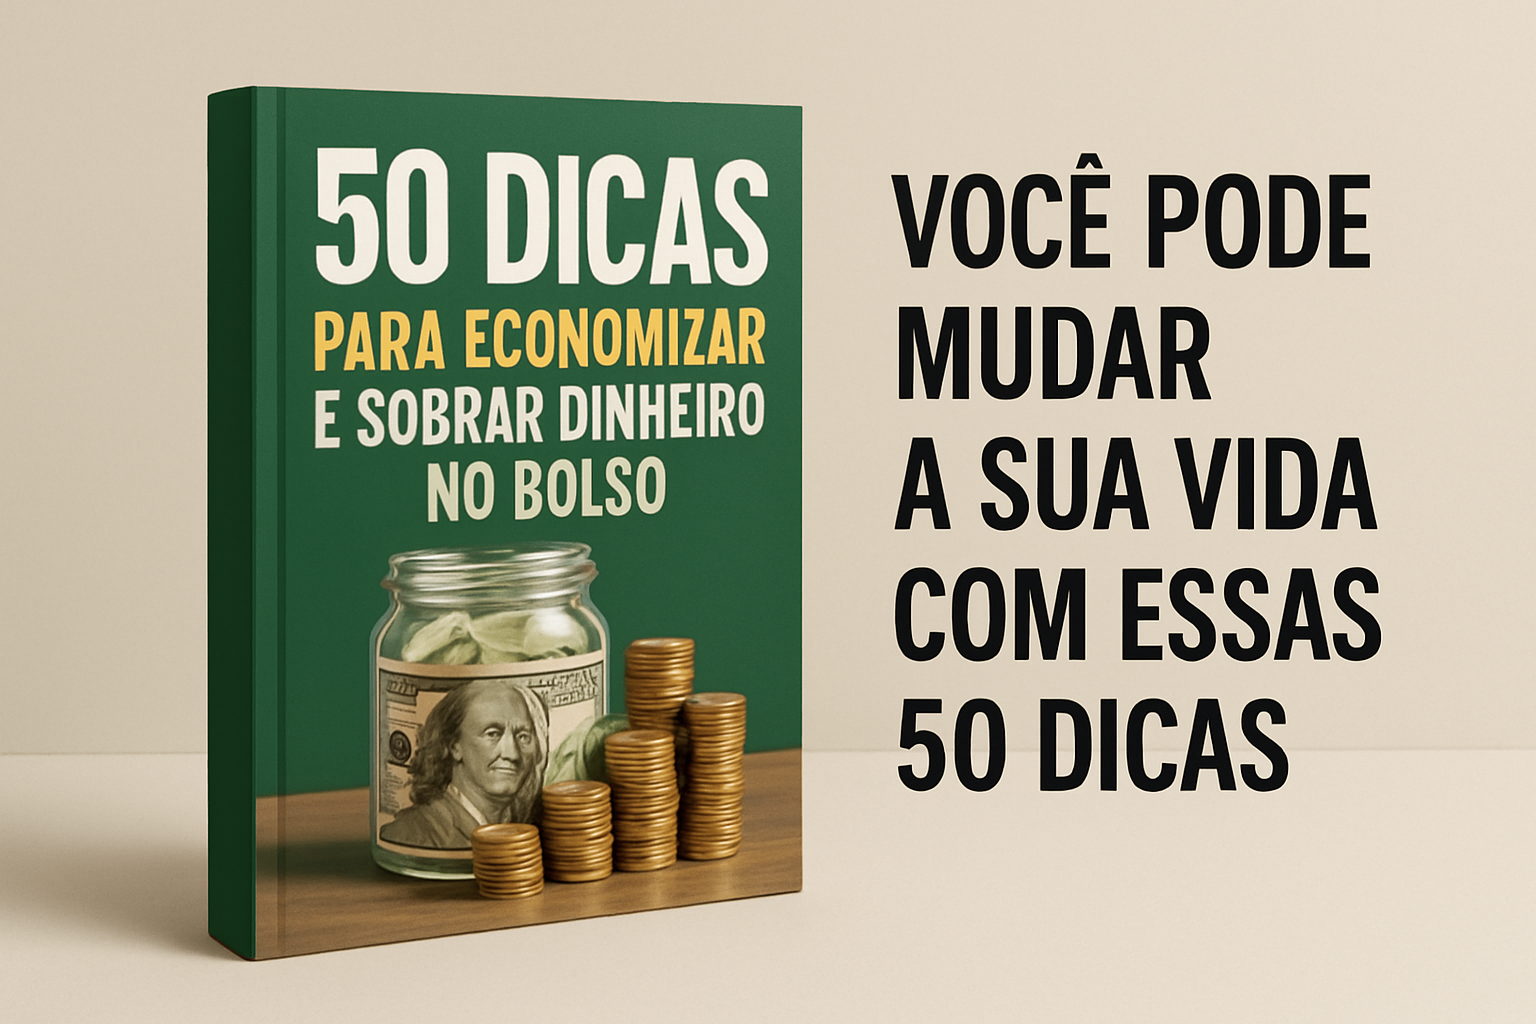 50 DICAS
PARA ECONOMIZAR
E SOBRAR DINHEIRO
NO BOLSO
VOCÊ PODE
MUDAR
A SUA VIDA
COM ESSAS
50 DICAS